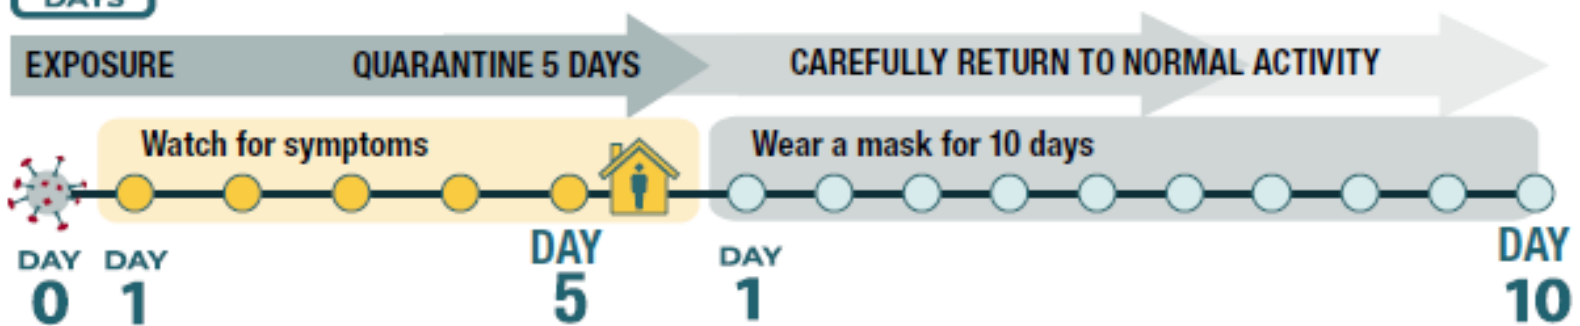 DAYS
EXPOSURE QUARANTINE 5 DAYS CAREFULLY RETURN TO NORMAL ACTIVITY
Watch for symptoms Wear a mask for 10 days
DAY DAY DAY DAY DAY
0 1 5 1 10